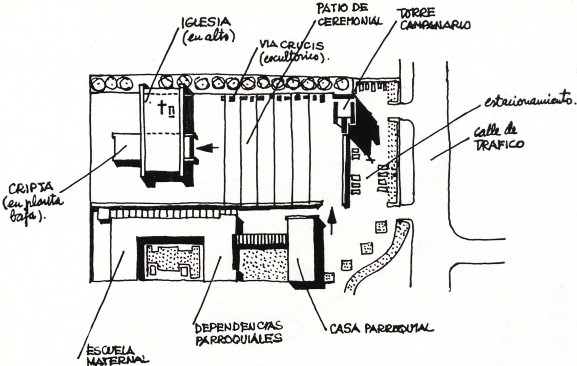 IGLESIA
(en alto)
VIA CRUCIS
(escultórico).
PATIO DE
CEREMONIAL
TORRE
CAMPANARIO
estacionamiento.
calle de
TRAFICO
CRIPTA
(en planta
baja).
ESCUELA
MATERNAL
DEPENDENCIAS
PARROQUIALES
CASA PARROQUIAL